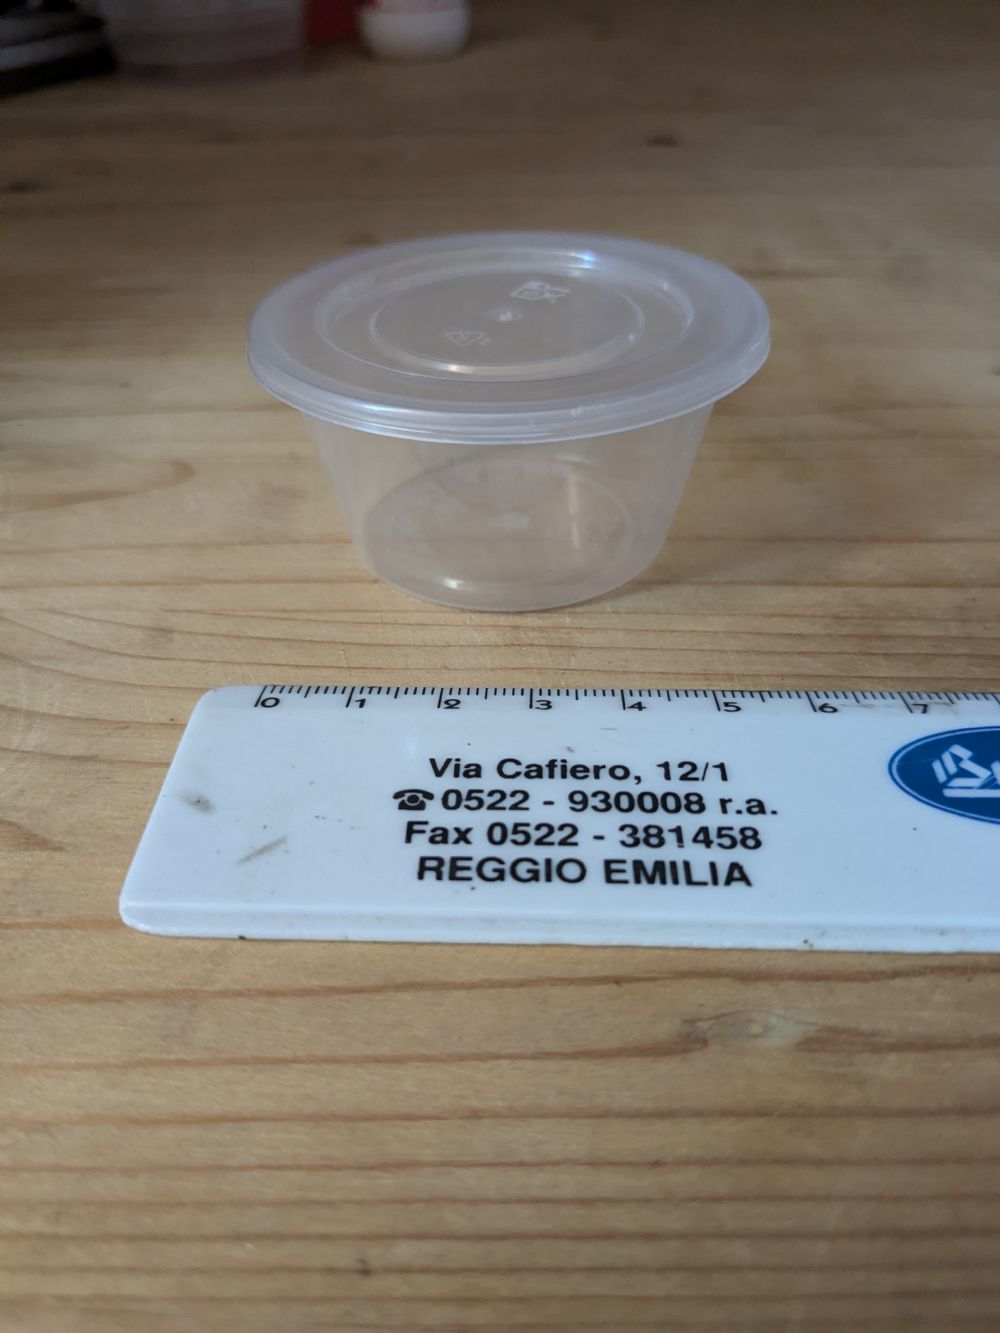 0 1 2 3 4 5 6 7
Via Cafiero, 12/1
☎ 0522 - 930008 r.a.
Fax 0522 - 381458
REGGIO EMILIA